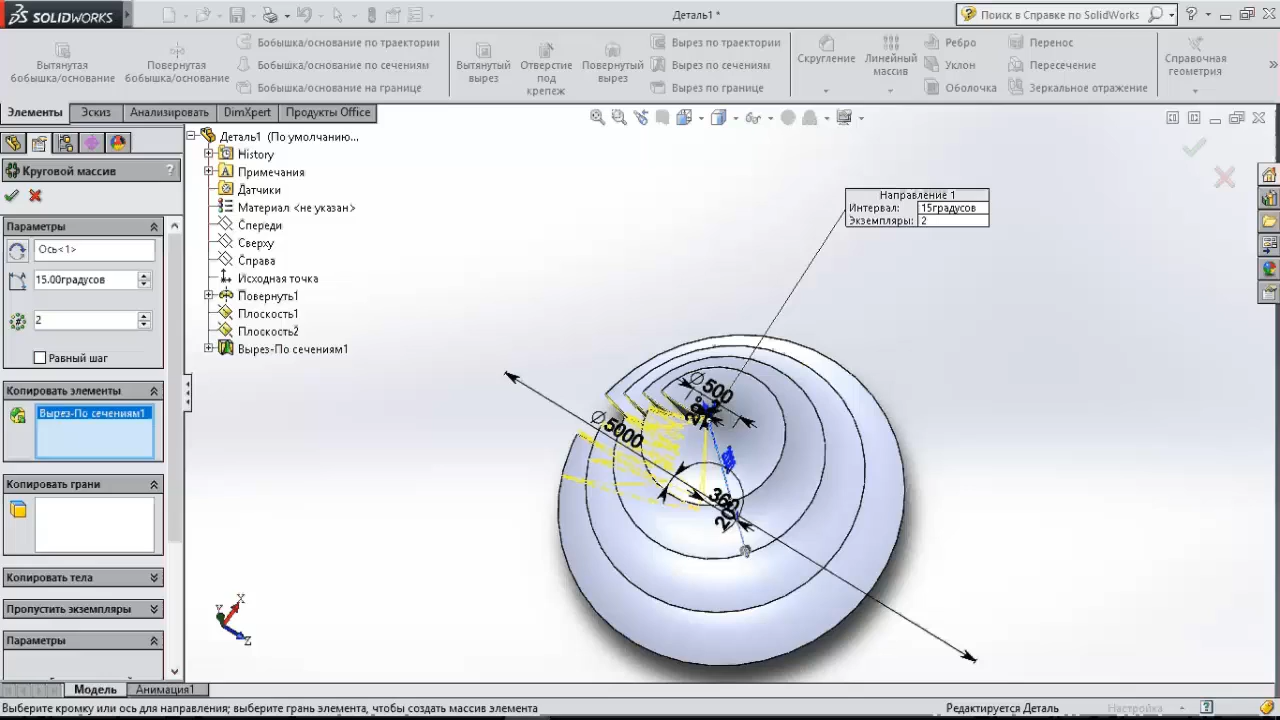 SOLIDWORKS
Деталь1 *
Поиск в Справке по SolidWorks
Вытянутая бобышка/основание
Повернутая бобышка/основание
Бобышка/основание по траектории
Бобышка/основание по сечениям
Бобышка/основание на границе
Вытянутый вырез
Отверстие под крепеж
Повернутый вырез
Вырез по траектории
Вырез по сечениям
Вырез по границе
Скругление
Линейный массив
Ребро
Уклон
Оболочка
Перенос
Пересечение
Зеркальное отражение
Справочная геометрия
Элементы
Эскиз
Анализировать
DimXpert
Продукты Office
Круговой массив
?
Параметры
Ось<1>
15.00градусов
2
Равный шаг
Копировать элементы
Вырез-По сечениям1
Копировать грани
Копировать тела
Пропустить экземпляры
Параметры
Деталь1 (По умолчанию...
History
Примечания
Датчики
Материал <не указан>
Спереди
Сверху
Справа
Исходная точка
Повернуть1
Плоскость1
Плоскость2
Вырез-По сечениям1
Направление 1
Интервал: 15градусов
Экземпляры: 2
Ø500
Ø5000
360
20
Y
X
Z
Модель
Анимация1
Выберите кромку или ось для направления; выберите грань элемента, чтобы создать массив элемента
Редактируется Деталь
Настройка